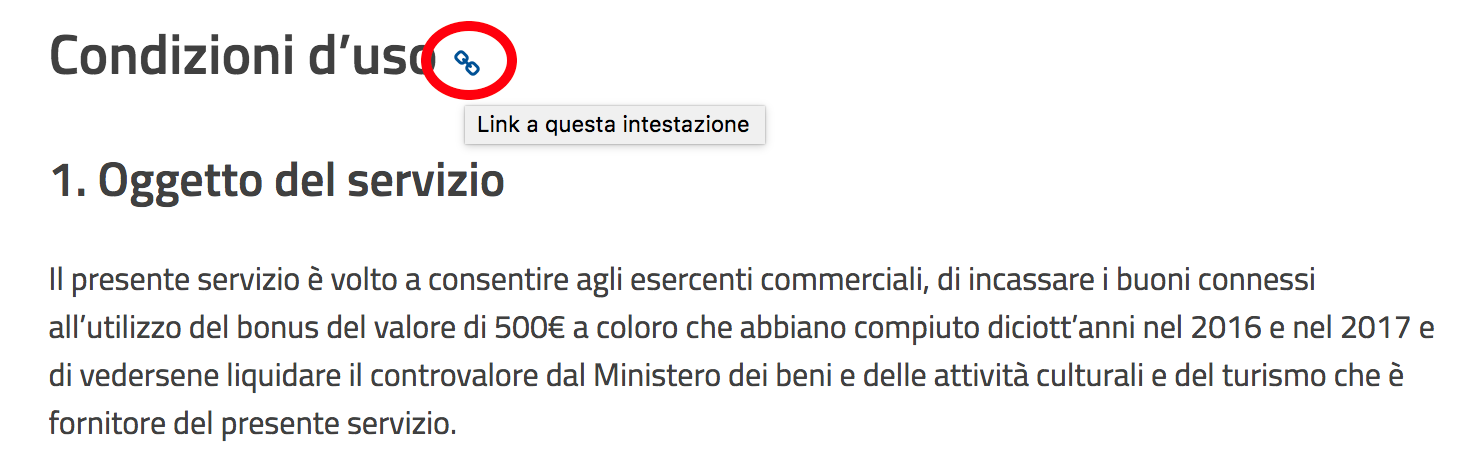 Condizioni d’uso
Link a questa intestazione
1. Oggetto del servizio
Il presente servizio è volto a consentire agli esercenti commerciali, di incassare i buoni connessi
all’utilizzo del bonus del valore di 500€ a coloro che abbiano compiuto diciott’anni nel 2016 e nel 2017 e
di vedersene liquidare il controvalore dal Ministero dei beni e delle attività culturali e del turismo che è
fornitore del presente servizio.